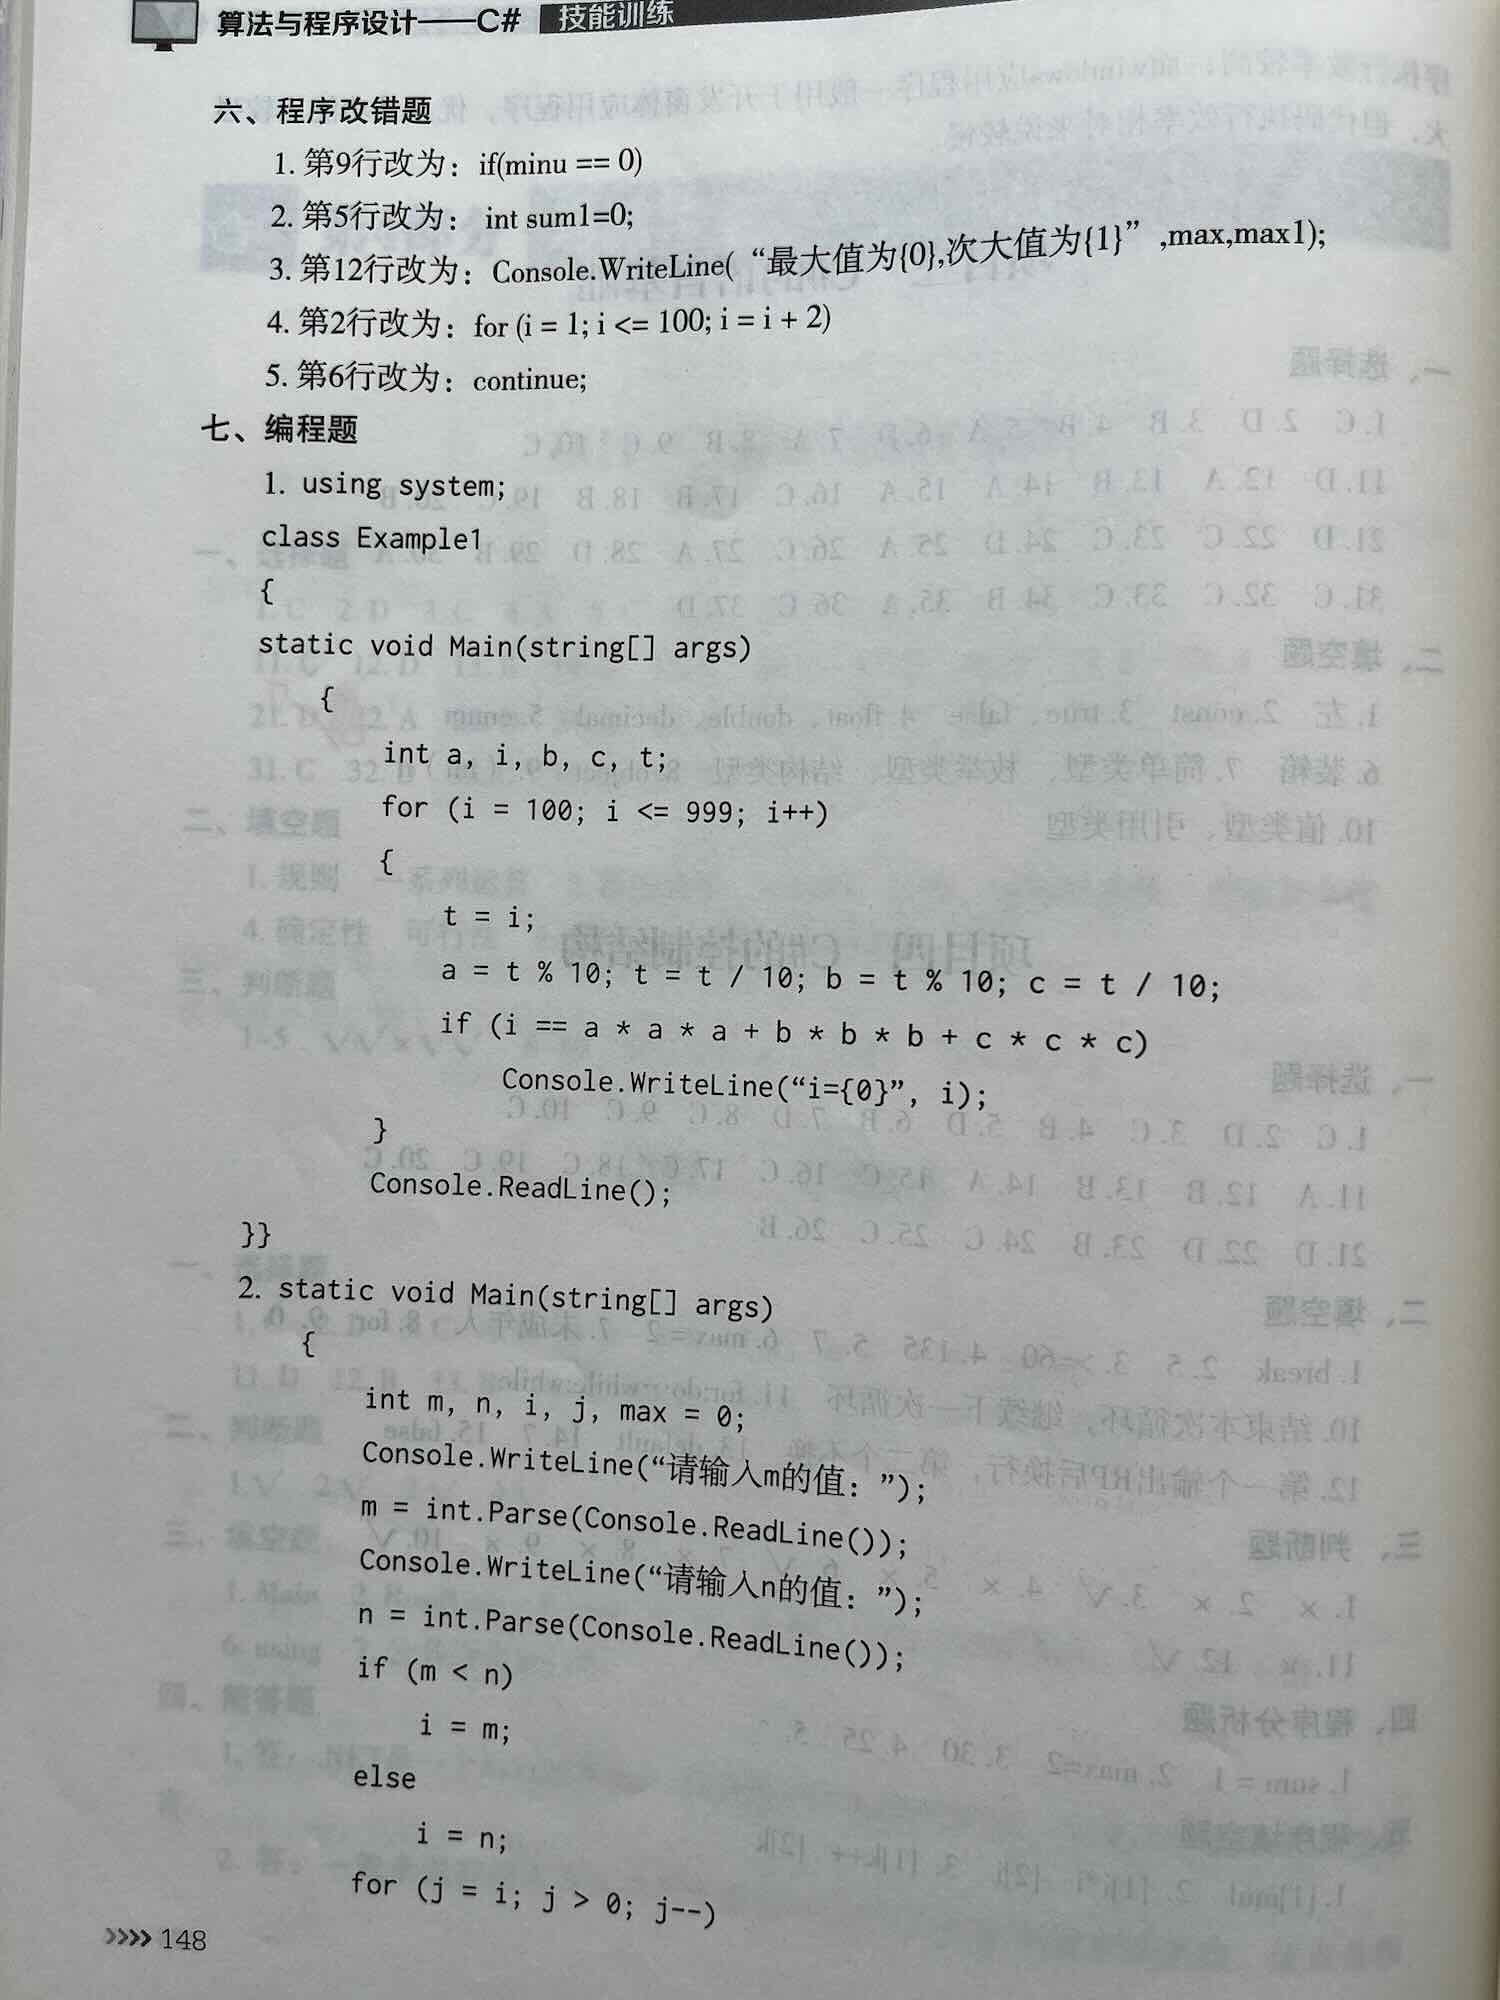 算法与程序设计——C# 技能训练
六、程序改错题
1. 第9行改为：if(minu == 0)
2. 第5行改为：int sum1=0;
3. 第12行改为：Console.WriteLine(“最大值为{0},次大值为{1}”,max,max1);
4. 第2行改为：for (i = 1; i <= 100; i = i + 2)
5. 第6行改为：continue;
七、编程题
1. using system;
class Example1
{
static void Main(string[] args)
{
int a, i, b, c, t;
for (i = 100; i <= 999; i++)
{
t = i;
a = t % 10; t = t / 10; b = t % 10; c = t / 10;
if (i == a * a * a + b * b * b + c * c * c)
Console.WriteLine(“i={0}”, i);
}
Console.ReadLine();
}}
2. static void Main(string[] args)
{
int m, n, i, j, max = 0;
Console.WriteLine(“请输入m的值：”);
m = int.Parse(Console.ReadLine());
Console.WriteLine(“请输入n的值：”);
n = int.Parse(Console.ReadLine());
if (m < n)
i = m;
else
i = n;
for (j = i; j > 0; j--)
>>>> 148